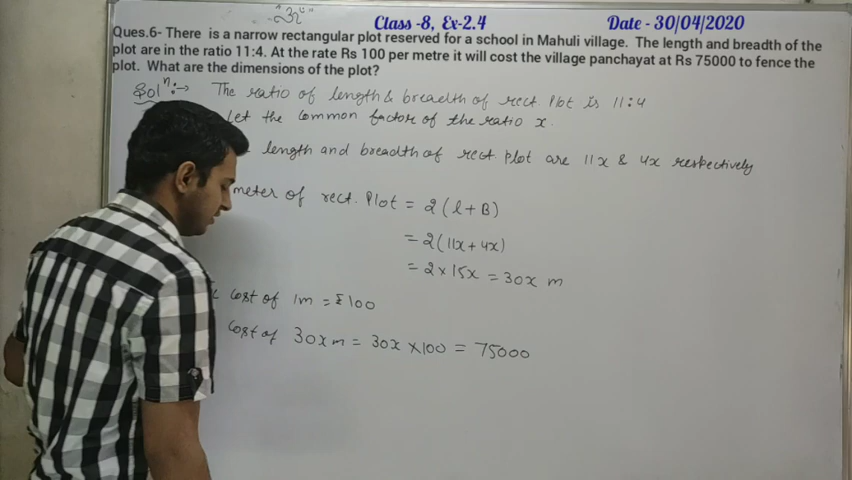 Class -8, Ex-2.4
Date - 30/04/2020
Ques.6- There is a narrow rectangular plot reserved for a school in Mahuli village. The length and breadth of the
plot are in the ratio 11:4. At the rate Rs 100 per metre it will cost the village panchayat at Rs 75000 to fence the
plot. What are the dimensions of the plot?
Solⁿ:→ The ratio of length & breadth of rect. Plot is 11:4
Let the common factor of the ratio x.
length and breadth of rect plot are 11x & 4x respectively
meter of rect. Plot = 2(l+B)
= 2(11x+4x)
= 2×15x = 30x m
cost of 1m = ₹100
cost of 30x m = 30x ×100 = 75000